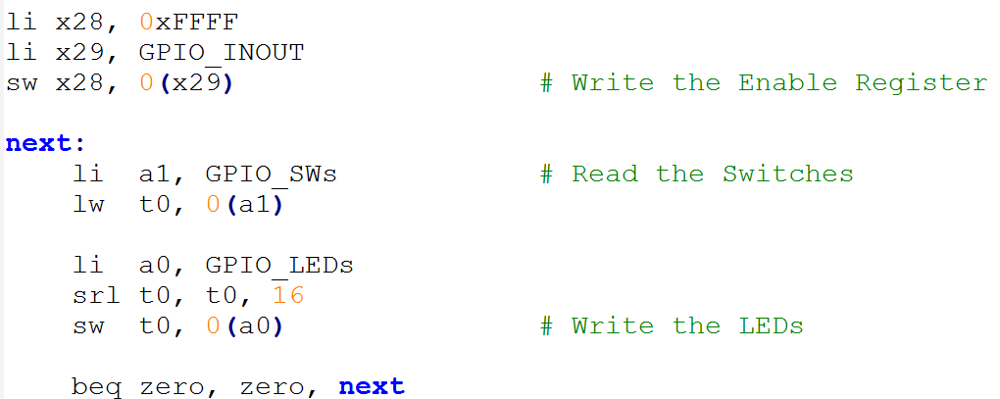 li x28, 0xFFFF
li x29, GPIO_INOUT
sw x28, 0(x29) # Write the Enable Register
next:
li a1, GPIO_SWs # Read the Switches
lw t0, 0(a1)
li a0, GPIO_LEDs
srl t0, t0, 16
sw t0, 0(a0) # Write the LEDs
beq zero, zero, next